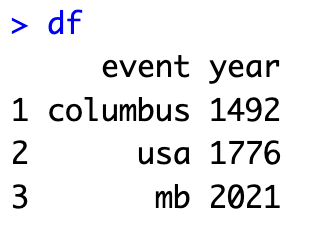 > df
event year
1 columbus 1492
2 usa 1776
3 mb 2021